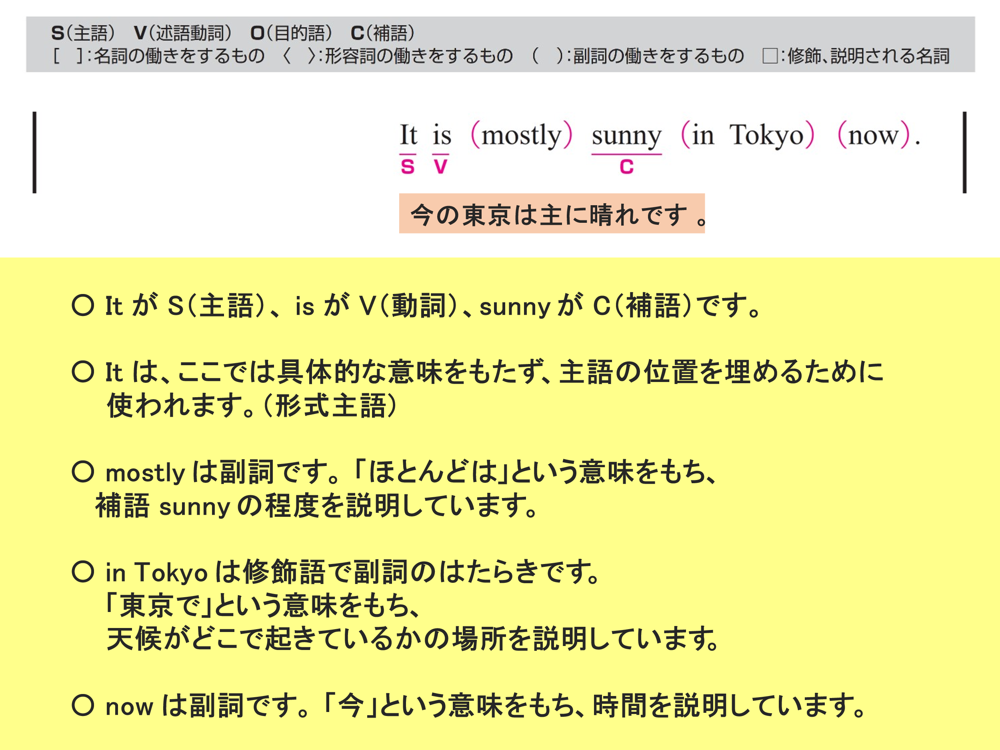 S（主語）　V（述語動詞）　O（目的語）　C（補語）
[　]：名詞の働きをするもの　〈　〉：形容詞の働きをするもの　(　)：副詞の働きをするもの　□：修飾、説明される名詞
It is (mostly) sunny (in Tokyo) (now).
S V C
今の東京は主に晴れです 。
○ It が S（主語）、 is が V（動詞）、sunny が C（補語）です。
○ It は、ここでは具体的な意味をもたず、主語の位置を埋めるために
使われます。（形式主語）
○ mostly は副詞です。「ほとんどは」という意味をもち、
補語 sunny の程度を説明しています。
○ in Tokyo は修飾語で副詞のはたらきです。
「東京で」という意味をもち、
天候がどこで起きているかの場所を説明しています。
○ now は副詞です。「今」という意味をもち、時間を説明しています。